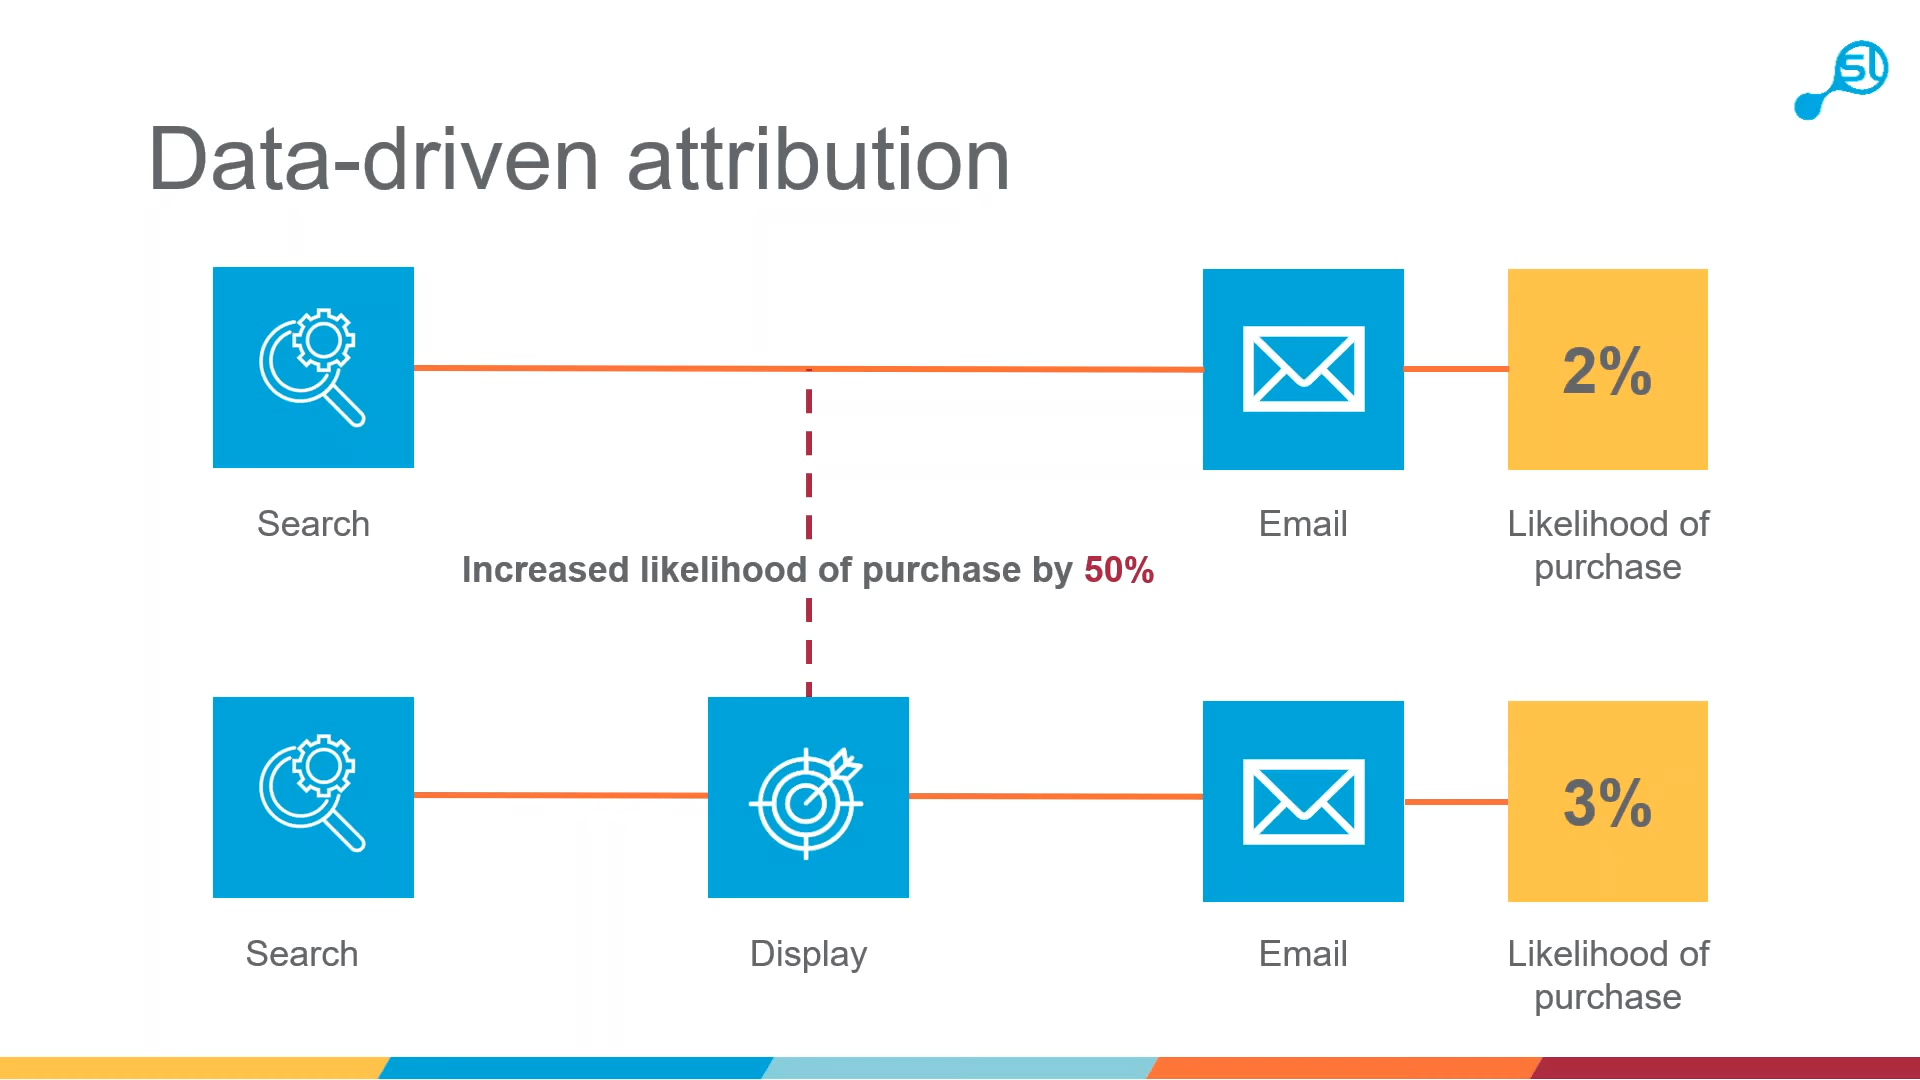 SL
Data-driven attribution
2%
Search
Email
Likelihood of
purchase
Increased likelihood of purchase by 50%
3%
Search
Display
Email
Likelihood of
purchase